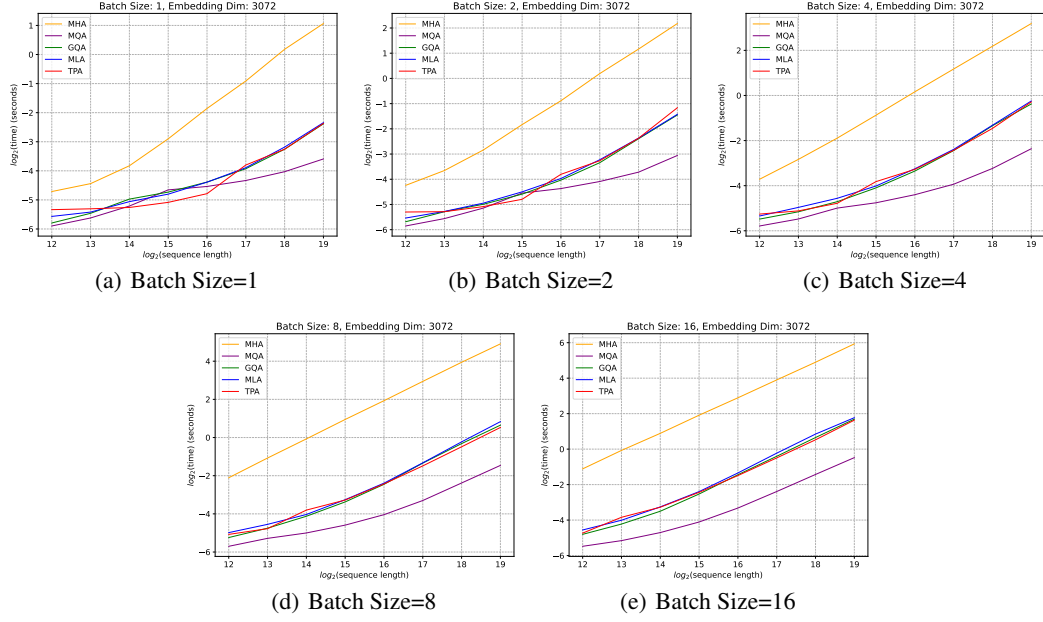 Batch Size: 1, Embedding Dim: 3072
MHA
MQA
GQA
MLA
TPA
log2(time) (seconds)
1
0
−1
−2
−3
−4
−5
−6
12 13 14 15 16 17 18 19
log2(sequence length)
(a) Batch Size=1
Batch Size: 2, Embedding Dim: 3072
MHA
MQA
GQA
MLA
TPA
log2(time) (seconds)
2
1
0
−1
−2
−3
−4
−5
−6
12 13 14 15 16 17 18 19
log2(sequence length)
(b) Batch Size=2
Batch Size: 4, Embedding Dim: 3072
MHA
MQA
GQA
MLA
TPA
log2(time) (seconds)
2
0
−2
−4
−6
12 13 14 15 16 17 18 19
log2(sequence length)
(c) Batch Size=4
Batch Size: 8, Embedding Dim: 3072
MHA
MQA
GQA
MLA
TPA
log2(time) (seconds)
4
2
0
−2
−4
−6
12 13 14 15 16 17 18 19
log2(sequence length)
(d) Batch Size=8
Batch Size: 16, Embedding Dim: 3072
MHA
MQA
GQA
MLA
TPA
log2(time) (seconds)
6
4
2
0
−2
−4
−6
12 13 14 15 16 17 18 19
log2(sequence length)
(e) Batch Size=16